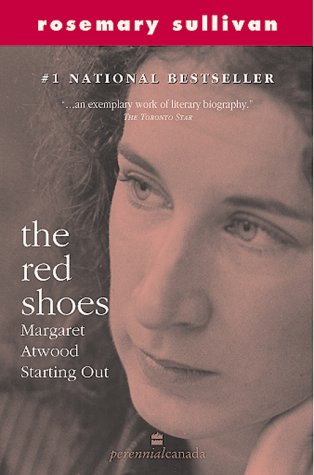 rosemary sullivan
#1 NATIONAL BESTSELLER
"...an exemplary work of literary biography."
THE TORONTO STAR
the
red
shoes
Margaret
Atwood
Starting Out
perennialcanada